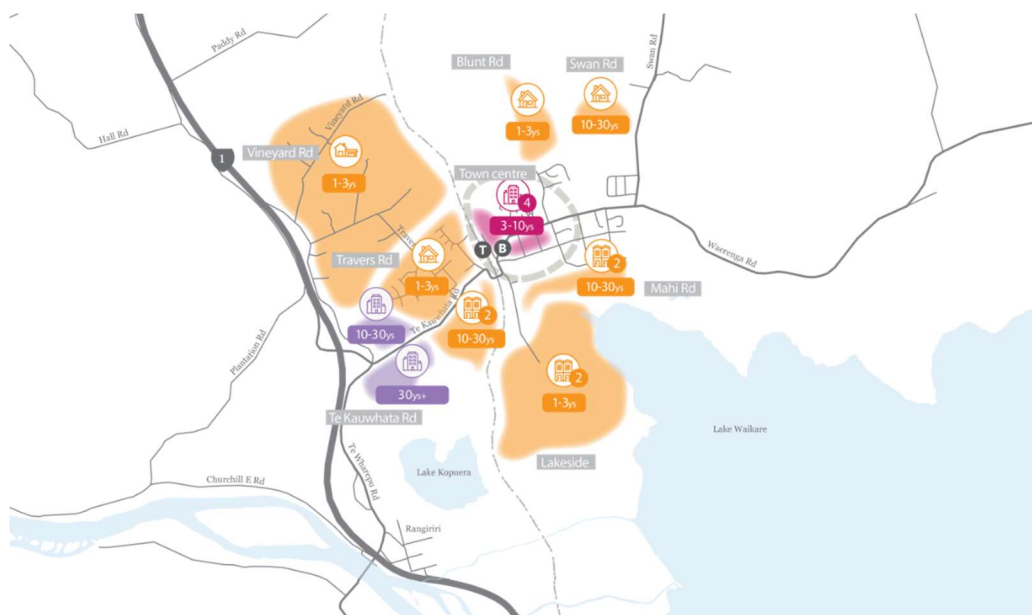 Paddy Rd
Blunt Rd
Swan Rd
Swan Rd
1-3ys
10-30ys
Vineyard Rd
Hall Rd
1
Vineyard Rd
1-3ys
Town centre
4
3-10ys
T
B
Travers
Travers Rd
1-3ys
2
10-30ys
Waerenga Rd
Mahi Rd
10-30ys
Te Kauwhata Rd
2
10-30ys
Plantation Rd
30ys+
2
1-3ys
Te Kauwhata Rd
Lake Waikare
Lakeside
Te Wharepu Rd
Lake Kopuera
Churchill E Rd
Rangiriri